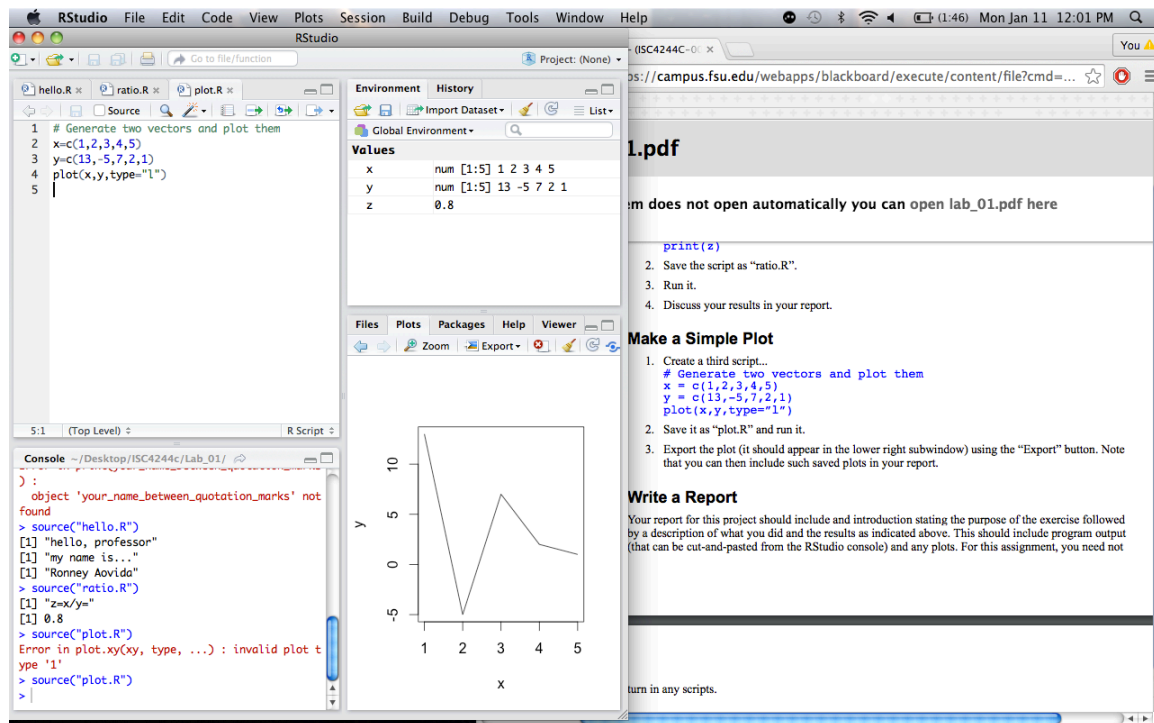 RStudio File Edit Code View Plots Session Build Debug Tools Window Help (1:46) Mon Jan 11 12:01 PM
RStudio
Go to file/function
Project: (None)
hello.R × ratio.R × plot.R ×
Source
1 # Generate two vectors and plot them
2 x=c(1,2,3,4,5)
3 y=c(13,-5,7,2,1)
4 plot(x,y,type="l")
5
5:1 (Top Level) R Script
Console ~/Desktop/ISC4244c/Lab_01/
) :
object 'your_name_between_quotation_marks' not
found
> source("hello.R")
[1] "hello, professor"
[1] "my name is..."
[1] "Ronney Aovida"
> source("ratio.R")
[1] "z=x/y="
[1] 0.8
> source("plot.R")
Error in plot.xy(xy, type, ...) : invalid plot t
ype '1'
> source("plot.R")
>
Environment History
Import Dataset List
Global Environment
Values
x num [1:5] 1 2 3 4 5
y num [1:5] 13 -5 7 2 1
z 0.8
Files Plots Packages Help Viewer
Zoom Export
10
5
0
-5
y
1 2 3 4 5
x
(ISC4244C-0 ×
You
ps://campus.fsu.edu/webapps/blackboard/execute/content/file?cmd=...
1.pdf
em does not open automatically you can open lab_01.pdf here
print(z)
2. Save the script as “ratio.R”.
3. Run it.
4. Discuss your results in your report.
Make a Simple Plot
1. Create a third script...
# Generate two vectors and plot them
x = c(1,2,3,4,5)
y = c(13,-5,7,2,1)
plot(x,y,type=”l”)
2. Save it as “plot.R” and run it.
3. Export the plot (it should appear in the lower right subwindow) using the “Export” button. Note
that you can then include such saved plots in your report.
Write a Report
Your report for this project should include and introduction stating the purpose of the exercise followed
by a description of what you did and the results as indicated above. This should include program output
(that can be cut-and-pasted from the RStudio console) and any plots. For this assignment, you need not
turn in any scripts.